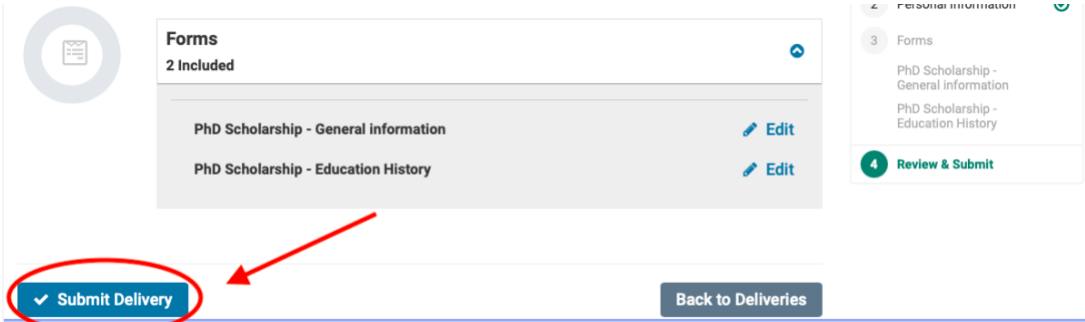 Forms
2 Included
PhD Scholarship - General information
Edit
PhD Scholarship - Education History
Edit
Submit Delivery
Back to Deliveries
2 Personal Information
3 Forms
PhD Scholarship -
General information
PhD Scholarship -
Education History
4 Review & Submit